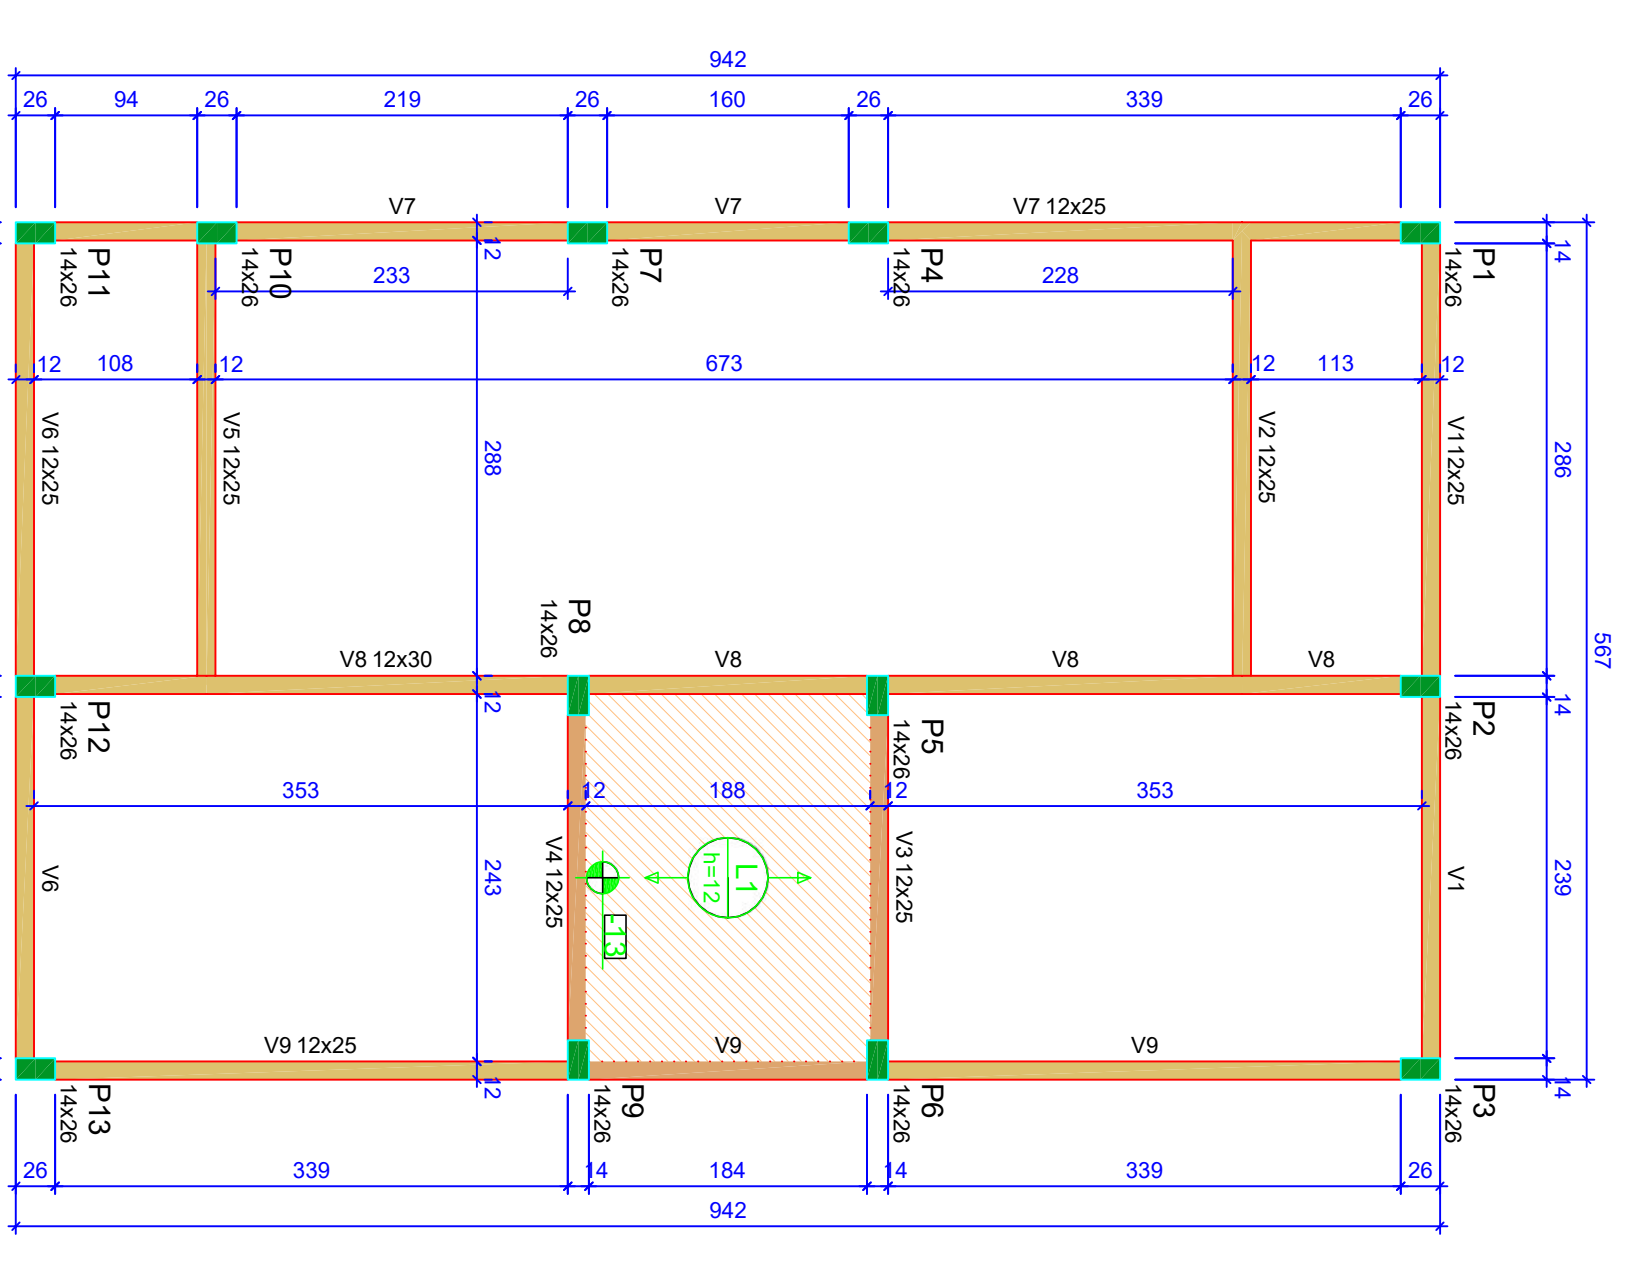 942
26 94 26 219 26 160 26 339 26
V7 V7 V7 12x25
P11 14x26
P10 14x26
P7 14x26
P4 14x26
P1 14x26
12
14
233 228
12 108 12 673 12 113 12
V6 12x25
V5 12x25
288
V2 12x25
V1 12x25
286
567
P8 14x26
V8 12x30 V8 V8 V8
P12 14x26
12
P5 14x26
P2 14x26
14
353 12 188 12 353
V6
243
V4 12x25
L1
h=12
-13
V3 12x25
V1
239
V9 12x25 V9 V9
P13 14x26
12
P9 14x26
P6 14x26
P3 14x26
14
26 339 14 184 14 339 26
942